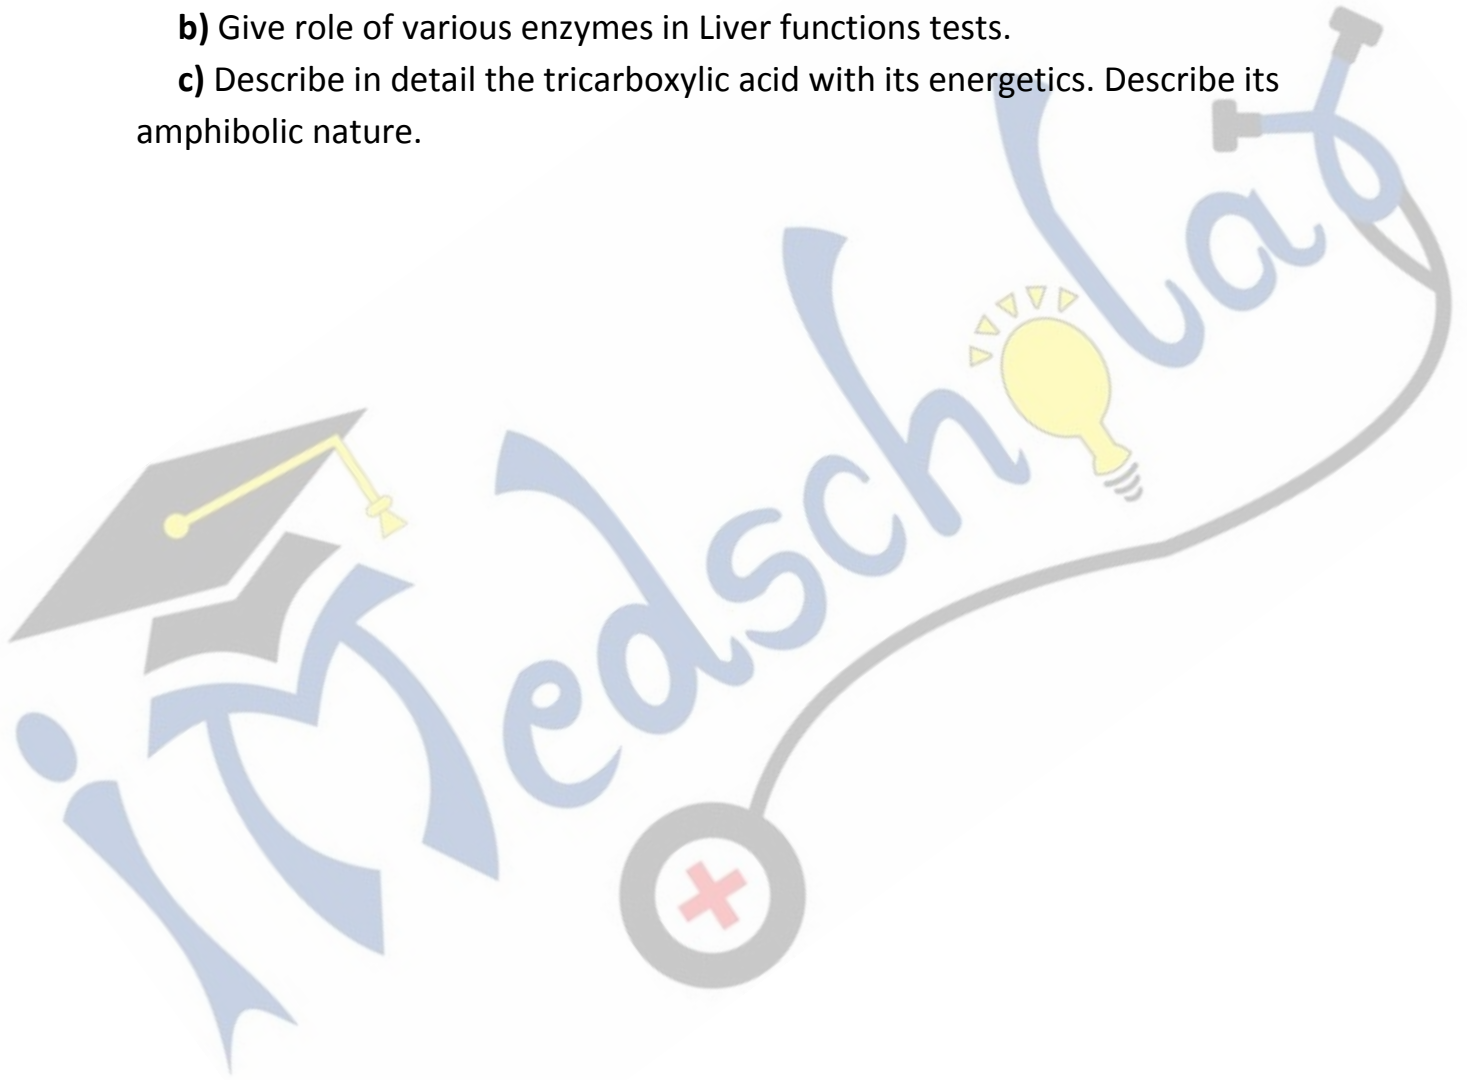 b) Give role of various enzymes in Liver functions tests.
c) Describe in detail the tricarboxylic acid with its energetics. Describe its
amphibolic nature.
iMedscholar